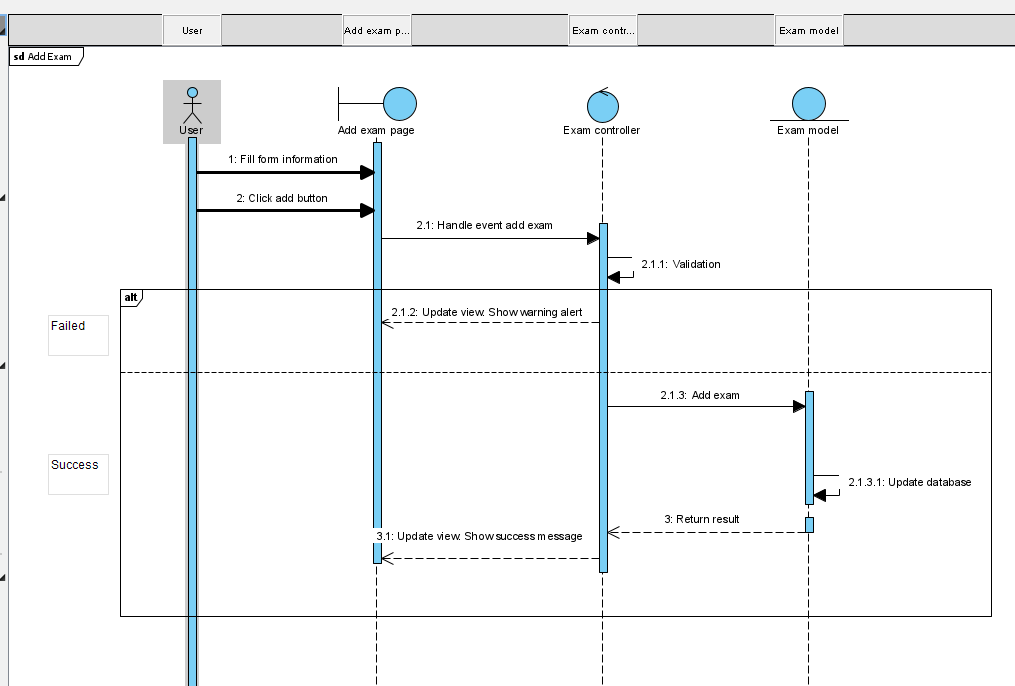 User
Add exam p...
Exam contr...
Exam model
sd Add Exam
User
Add exam page
Exam controller
Exam model
1: Fill form information
2: Click add button
2.1: Handle event add exam
2.1.1: Validation
alt
Failed
2.1.2: Update view. Show warning alert
2.1.3: Add exam
Success
2.1.3.1: Update database
3: Return result
3.1: Update view. Show success message